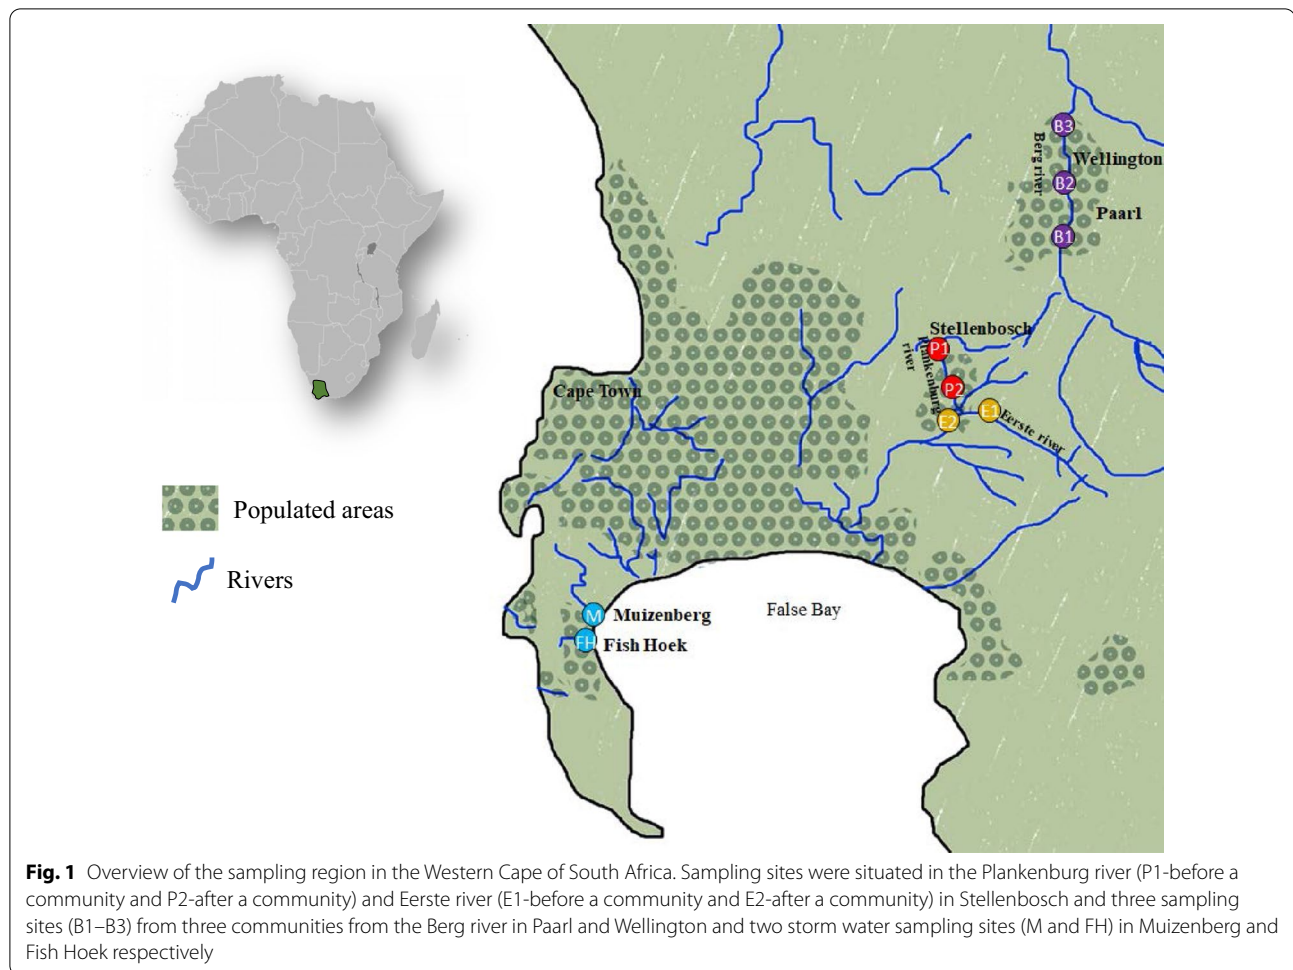 B3
Berg river
Wellington
B2
Paarl
B1
Stellenbosch
P1
Plankenburg
river
Cape Town
P2
E1
E2
Eerste river
Populated areas
Rivers
M
Muizenberg
False Bay
FH
Fish Hoek
Fig. 1 Overview of the sampling region in the Western Cape of South Africa. Sampling sites were situated in the Plankenburg river (P1-before a
community and P2-after a community) and Eerste river (E1-before a community and E2-after a community) in Stellenbosch and three sampling
sites (B1–B3) from three communities from the Berg river in Paarl and Wellington and two storm water sampling sites (M and FH) in Muizenberg and
Fish Hoek respectively